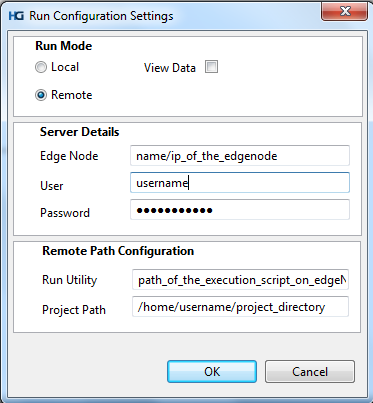 HG Run Configuration Settings
Run Mode
Local View Data
Remote
Server Details
Edge Node name/ip_of_the_edgenode
User username
Password ●●●●●●●●●●●
Remote Path Configuration
Run Utility path_of_the_execution_script_on_edgeN
Project Path /home/username/project_directory
OK Cancel